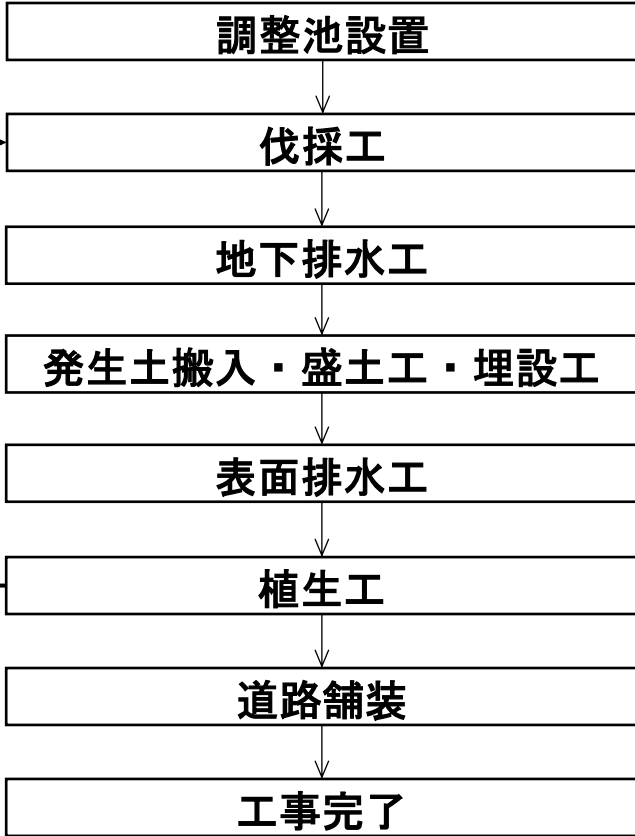 調整池設置
伐採工
地下排水工
発生土搬入・盛土工・埋設工
表面排水工
植生工
道路舗装
工事完了